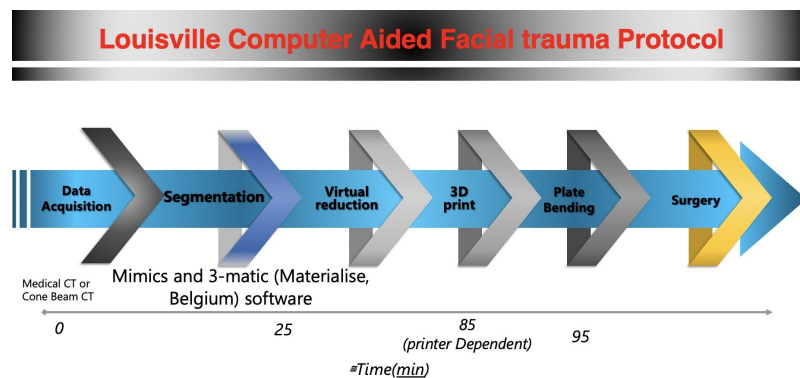 Louisville Computer Aided Facial trauma Protocol
Data
Acquisition
Segmentation
Virtual
reduction
3D
print
Plate
Bending
Surgery
Medical CT or
Cone Beam CT
Mimics and 3-matic (Materialise,
Belgium) software
0
25
85
(printer Dependent)
95
≅Time(min)